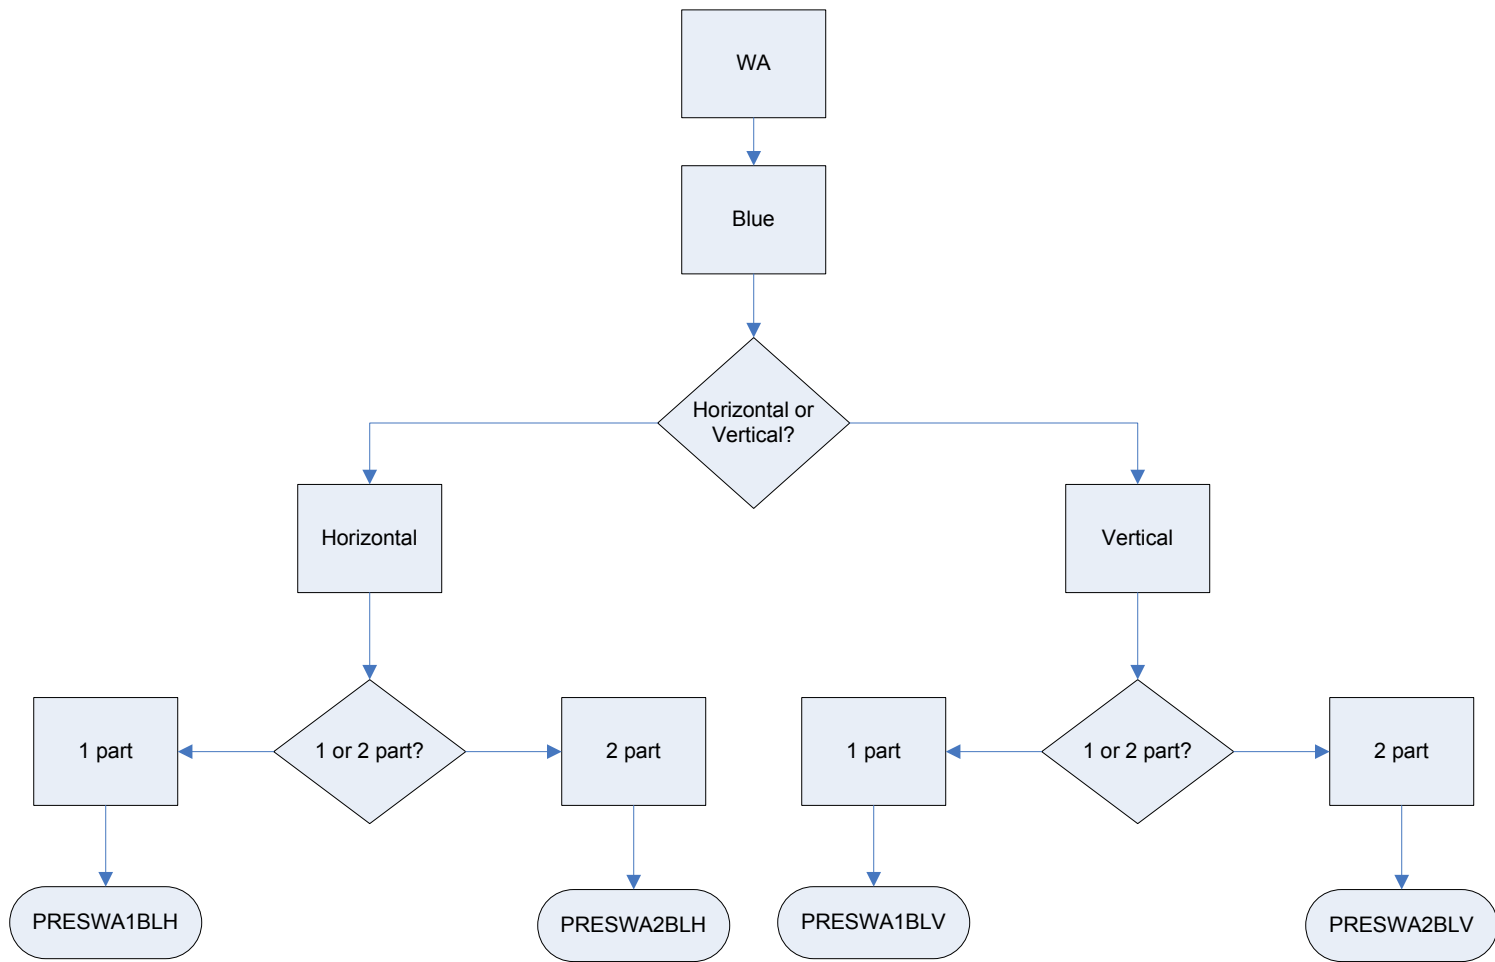 WA
Blue
Horizontal or
Vertical?
Horizontal
Vertical
1 part
1 or 2 part?
2 part
1 part
1 or 2 part?
2 part
PRESWA1BLH
PRESWA2BLH
PRESWA1BLV
PRESWA2BLV